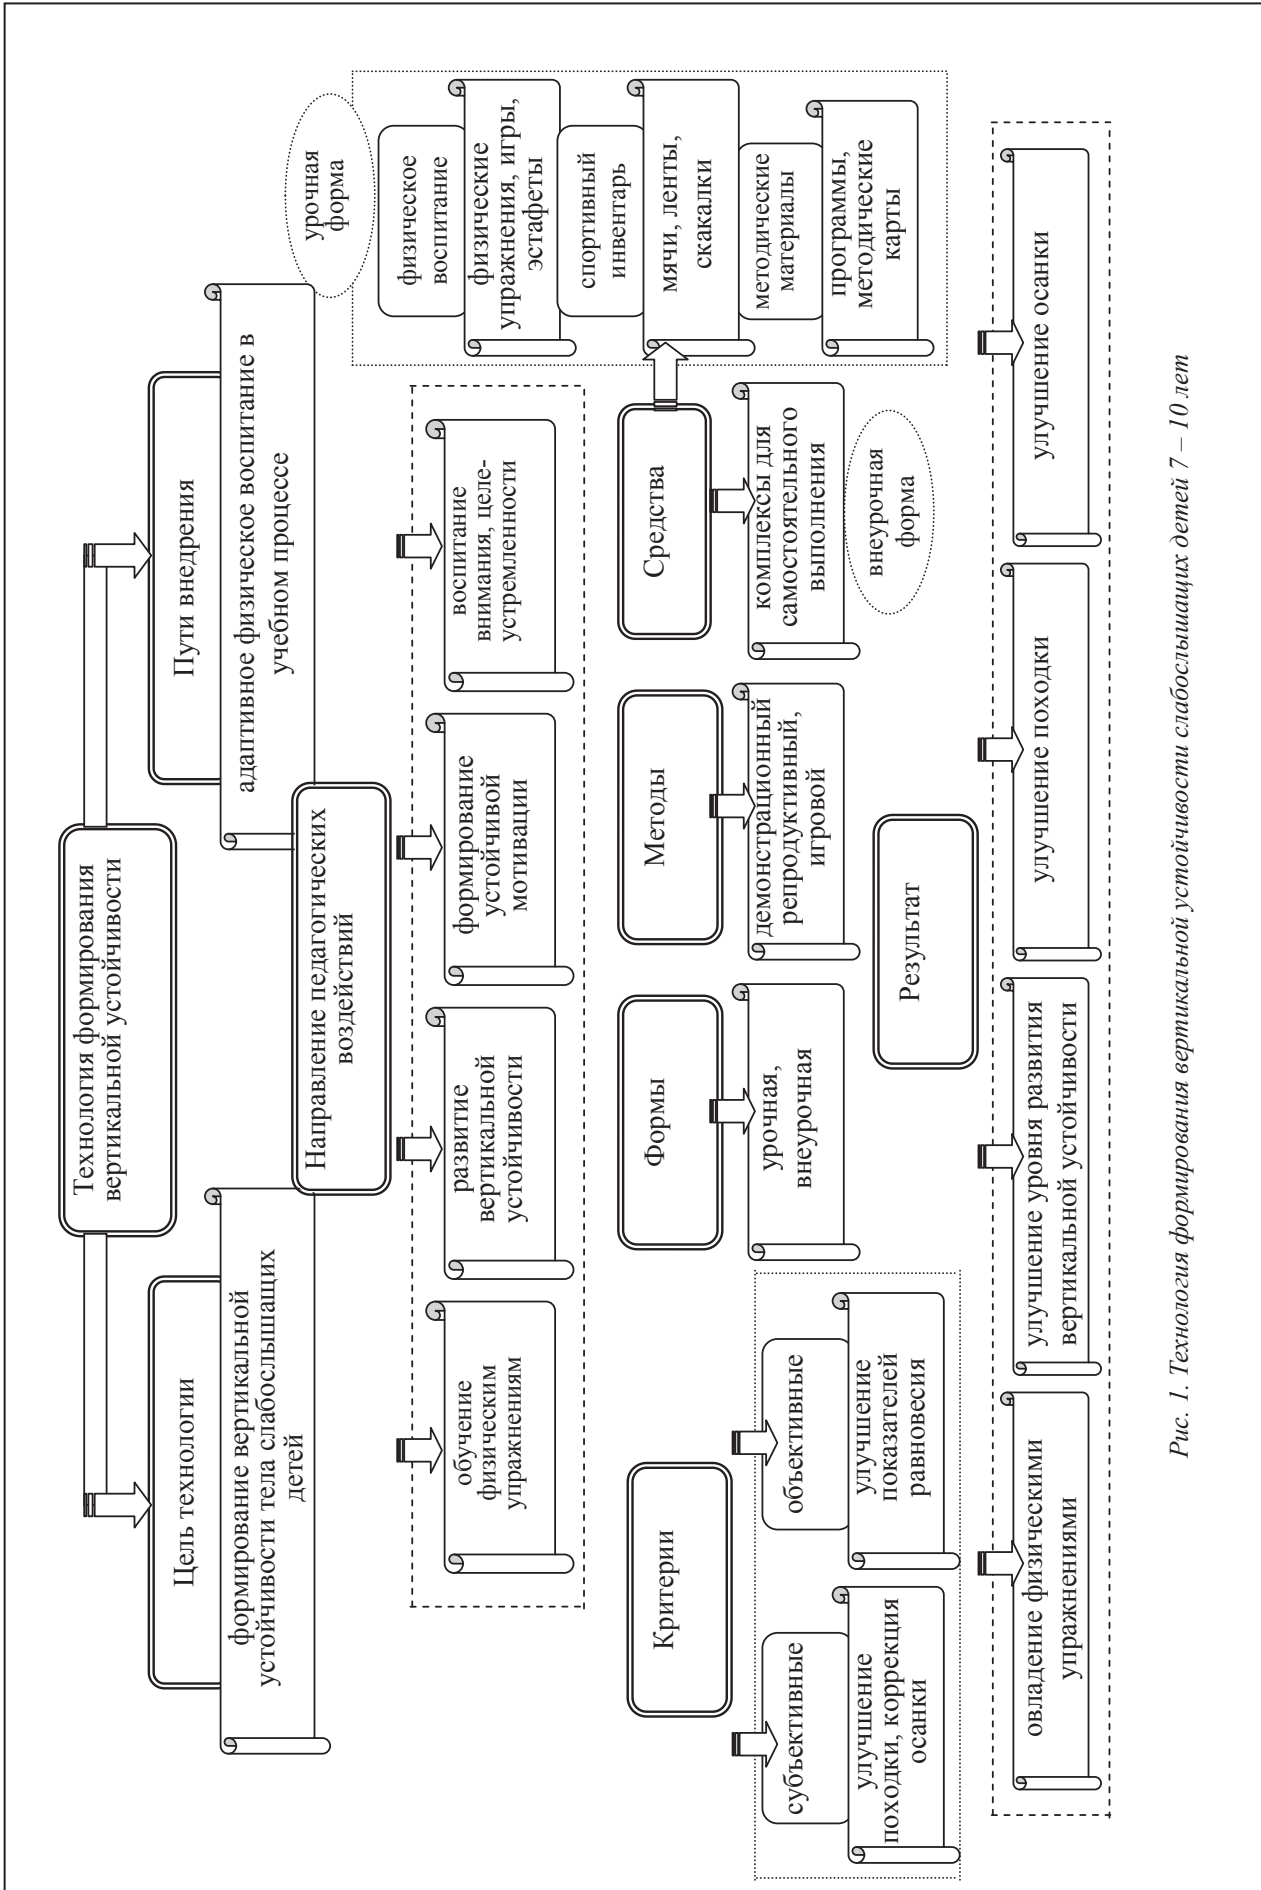 Технология формирования
вертикальной устойчивости
Цель технологии
формирование вертикальной
устойчивости тела слабослышащих
детей
Пути внедрения
адаптивное физическое воспитание в
учебном процессе
Направление педагогических
воздействий
обучение
физическим
упражнениям
развитие
вертикальной
устойчивости
формирование
устойчивой
мотивации
воспитание
внимания, целе-
устремленности
урочная
форма
физическое
воспитание
физические
упражнения, игры,
эстафеты
спортивный
инвентарь
мячи, ленты,
скакалки
методические
материалы
программы,
методические
карты
Критерии
субъективные
улучшение
походки, коррекция
осанки
объективные
улучшение
показателей
равновесия
Формы
урочная,
внеурочная
Методы
демонстрационный
репродуктивный,
игровой
Средства
комплексы для
самостоятельного
выполнения
внеурочная
форма
Результат
овладение физическими
упражнениями
улучшение уровня развития
вертикальной устойчивости
улучшение походки
улучшение осанки
Рис. 1. Технология формирования вертикальной устойчивости слабослышащих детей 7 – 10 лет